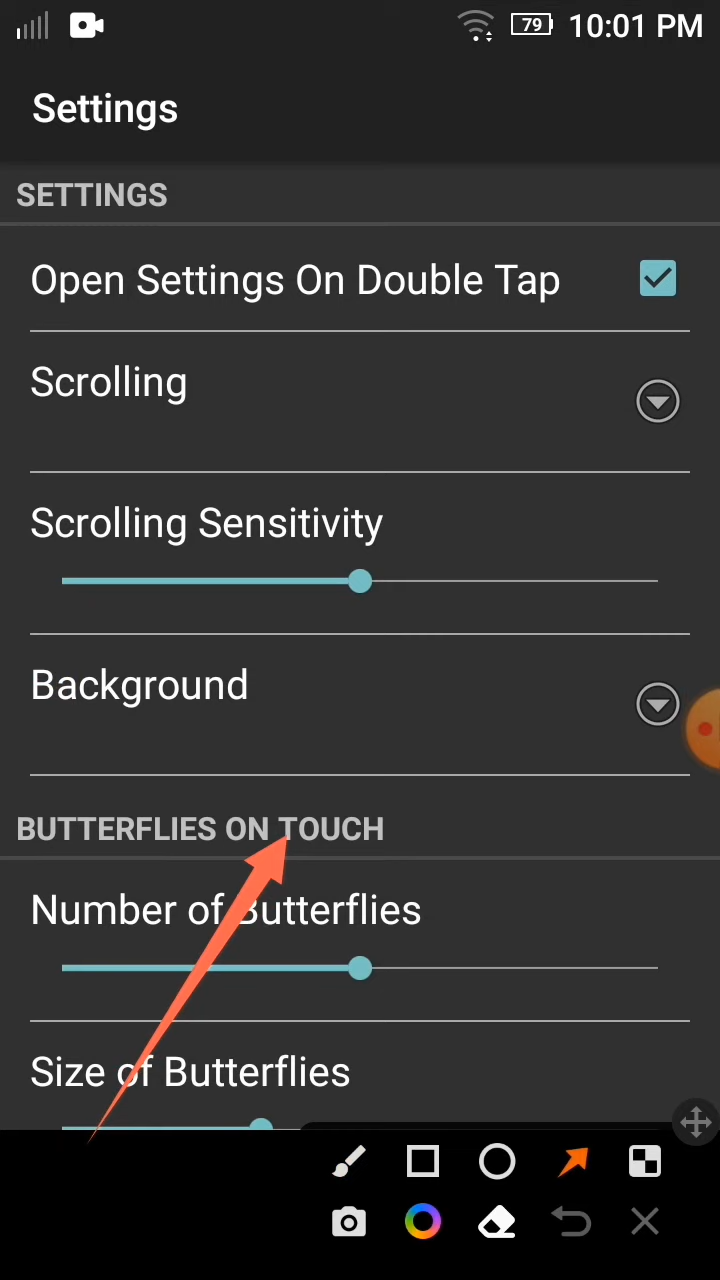 79 10:01 PM
Settings
SETTINGS
Open Settings On Double Tap
Scrolling
Scrolling Sensitivity
Background
BUTTERFLIES ON TOUCH
Number of Butterflies
Size of Butterflies